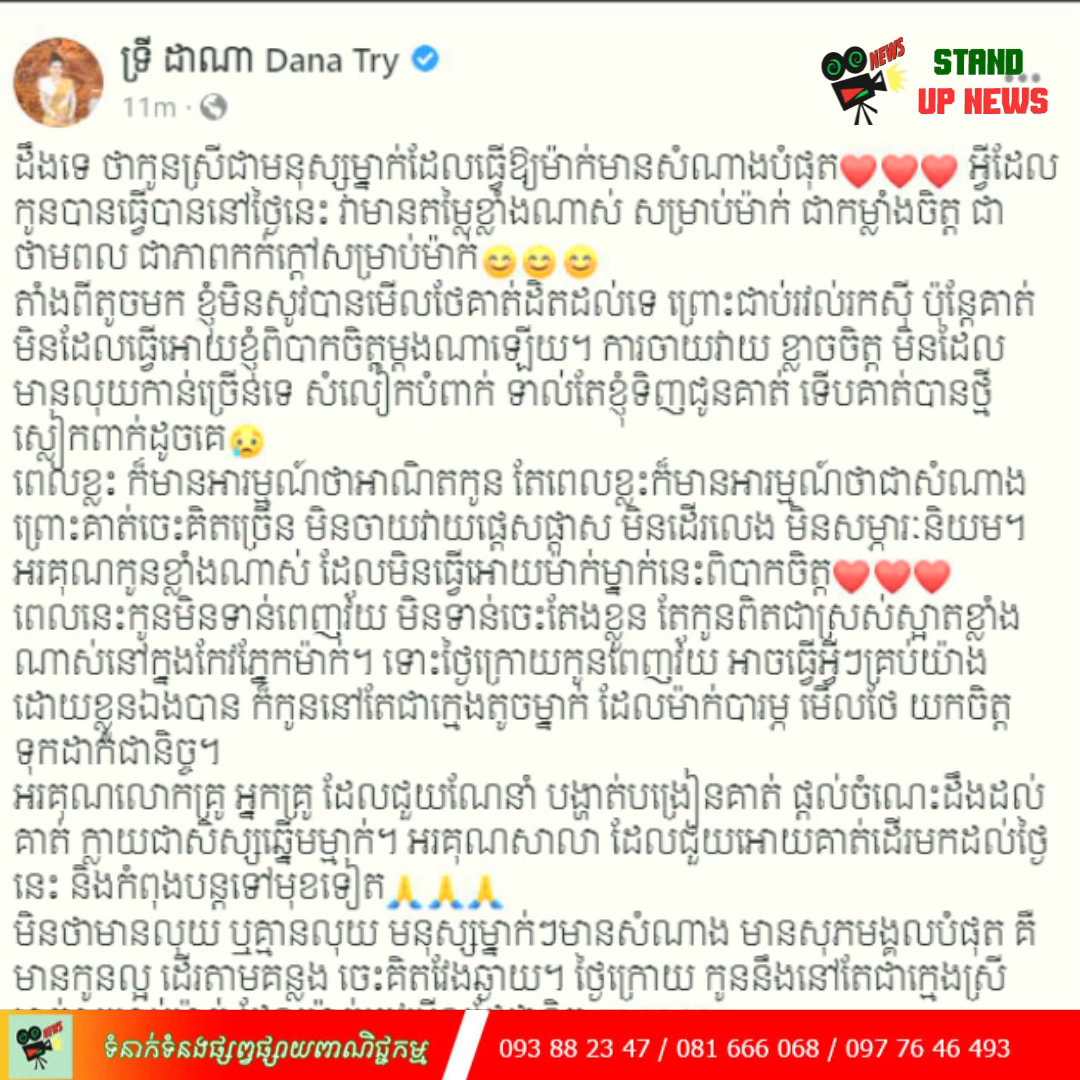 ទ្រី ដាណា Dana Try
11m ·
NEWS
STAND
UP NEWS
ដឹងទេ ថាកូនស្រីជាមនុស្សម្នាក់ដែលធ្វើឱ្យម៉ាក់មានសំណាងបំផុត❤️❤️❤️ អ្វីដែល
កូនបានធ្វើបាននៅថ្ងៃនេះ វាមានតម្លៃខ្លាំងណាស់ សម្រាប់ម៉ាក់ ជាកម្លាំងចិត្ត ជា
ថាមពល ជាភាពកក់ក្តៅសម្រាប់ម៉ាក់😊😊😊
តាំងពីតូចមក ខ្ញុំមិនសូវបានមើលថែគាត់ដិតដល់ទេ ព្រោះជាប់រវល់រកស៊ី ប៉ុន្តែគាត់
មិនដែលធ្វើអោយខ្ញុំពិបាកចិត្តម្តងណាឡើយ។ ការចាយវាយ ខ្លាចចិត្ត មិនដែល
មានលុយកាន់ច្រើនទេ សំលៀកបំពាក់ ទាល់តែខ្ញុំទិញជូនគាត់ ទើបគាត់បានថ្មី
ស្លៀកពាក់ដូចគេ😢
ពេលខ្លះ ក៏មានអារម្មណ៍ថាអាណិតកូន តែពេលខ្លះក៏មានអារម្មណ៍ថាជាសំណាង
ព្រោះគាត់ចេះគិតច្រើន មិនចាយវាយផ្តេសផ្តាស មិនដើរលេង មិនសម្ភារៈនិយម។
អរគុណកូនខ្លាំងណាស់ ដែលមិនធ្វើអោយម៉ាក់ម្នាក់នេះពិបាកចិត្ត❤️❤️❤️
ពេលនេះកូនមិនទាន់ពេញវ័យ មិនទាន់ចេះតែងខ្លួន តែកូនពិតជាស្រស់ស្អាតខ្លាំង
ណាស់នៅក្នុងកែវភ្នែកម៉ាក់។ ទោះថ្ងៃក្រោយកូនពេញវ័យ អាចធ្វើអ្វីៗគ្រប់យ៉ាង
ដោយខ្លួនឯងបាន ក៏កូននៅតែជាក្មេងតូចម្នាក់ ដែលម៉ាក់បារម្ភ មើលថែ យកចិត្ត
ទុកដាក់ជានិច្ច។
អរគុណលោកគ្រូ អ្នកគ្រូ ដែលជួយណែនាំ បង្ហាត់បង្រៀនគាត់ ផ្តល់ចំណេះដឹងដល់
គាត់ ក្លាយជាសិស្សឆ្នើមម្នាក់។ អរគុណសាលា ដែលជួយអោយគាត់ដើរមកដល់ថ្ងៃ
នេះ និងកំពុងបន្តទៅមុខទៀត🙏🙏🙏
មិនថាមានលុយ ឬគ្មានលុយ មនុស្សម្នាក់ៗមានសំណាង មានសុភមង្គលបំផុត គឺ
មានកូនល្អ ដើរតាមគន្លង ចេះគិតវែងឆ្ងាយ។ ថ្ងៃក្រោយ កូននឹងនៅតែជាក្មេងស្រី
NEWS
ទំនាក់ទំនងផ្សព្វផ្សាយពាណិជ្ជកម្ម
093 88 23 47 / 081 666 068 / 097 76 46 493